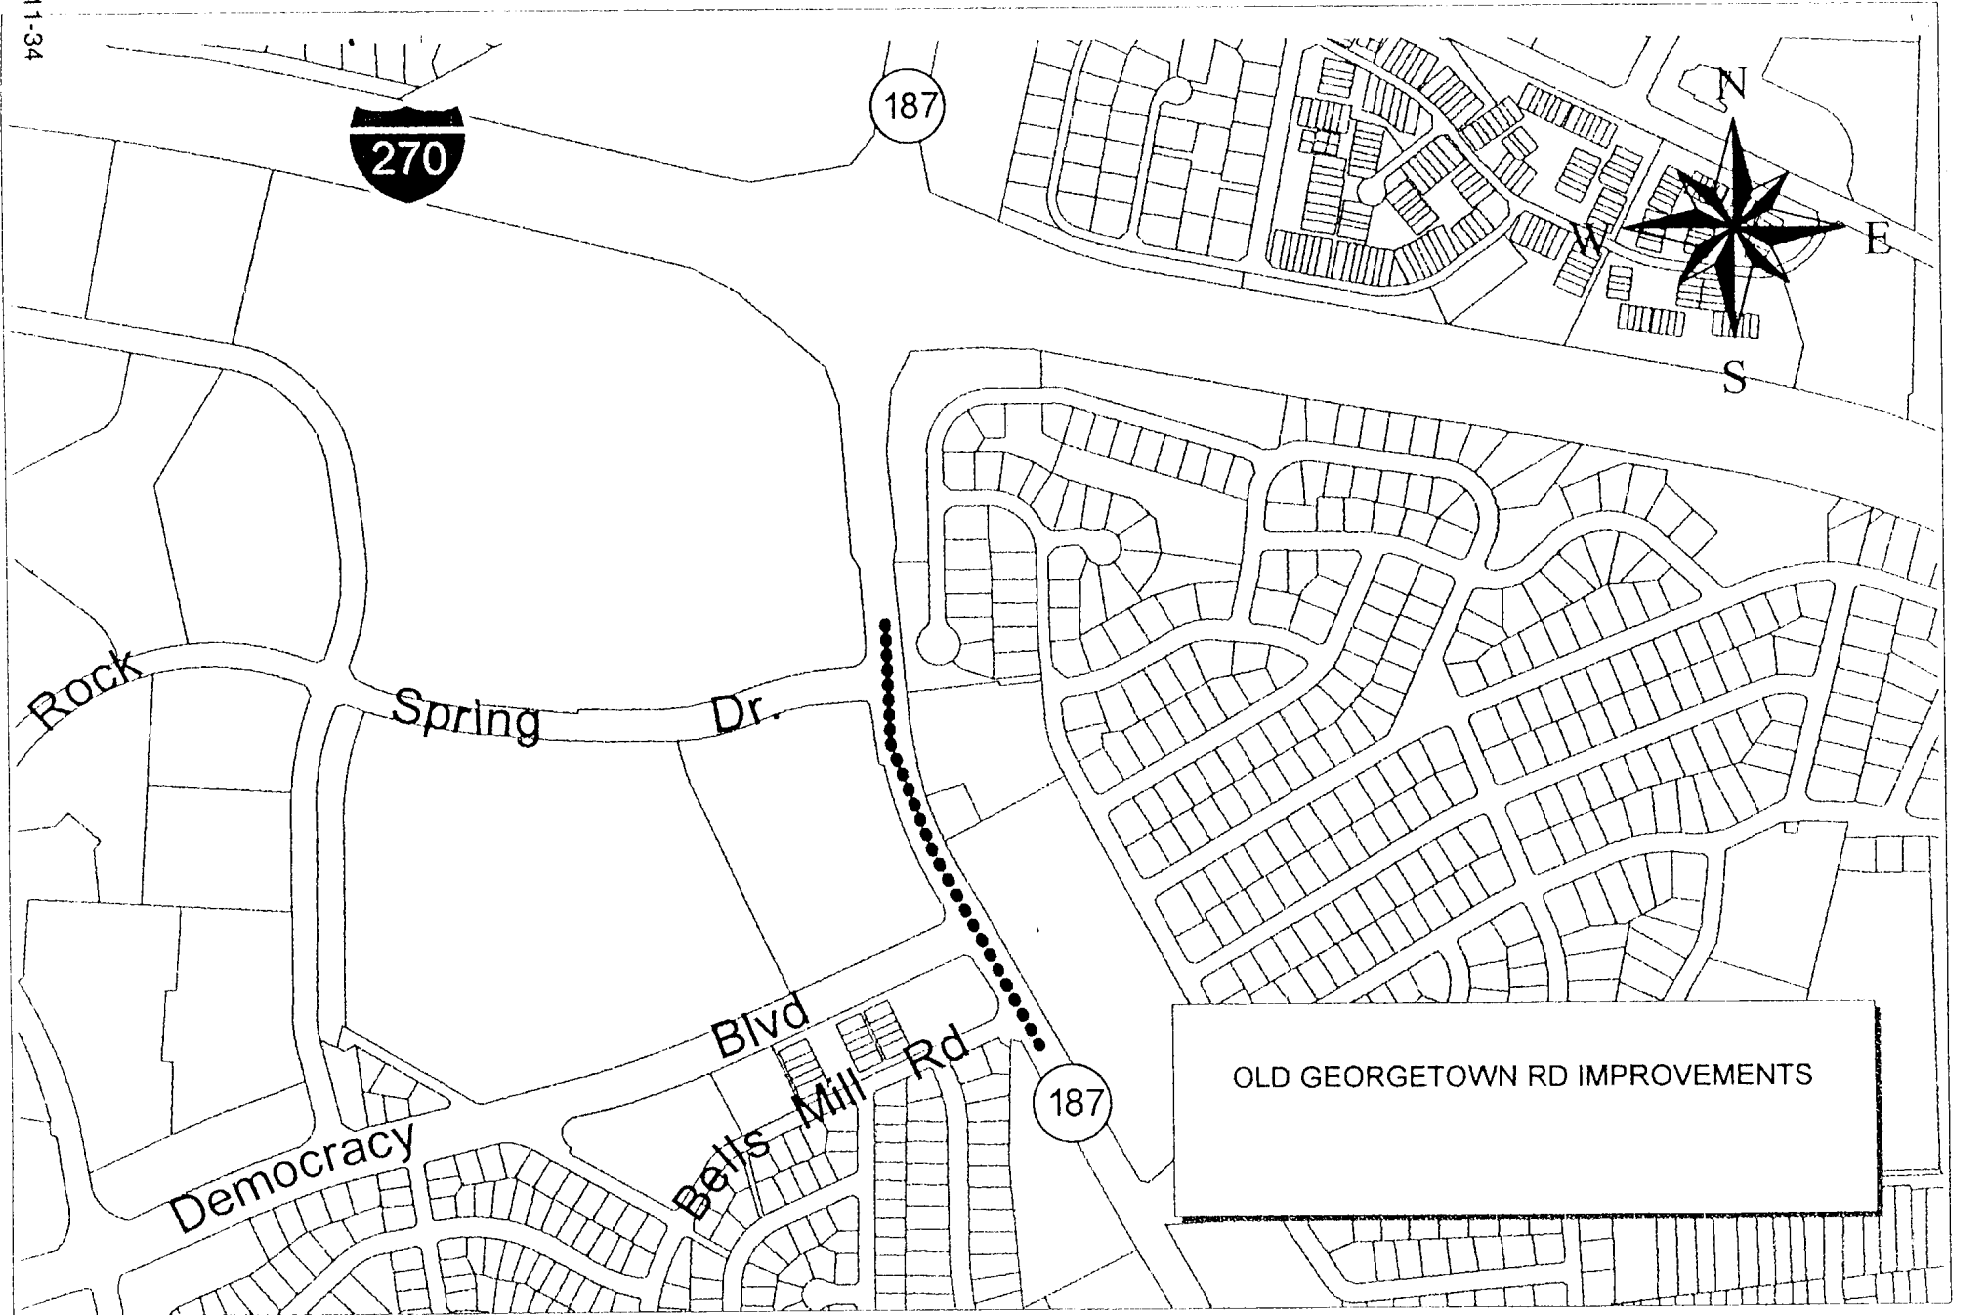 11-34
187
270
N
W
E
S
Rock
Spring
Dr.
Blvd
Mill
Rd
Bells
Democracy
187
OLD GEORGETOWN RD IMPROVEMENTS